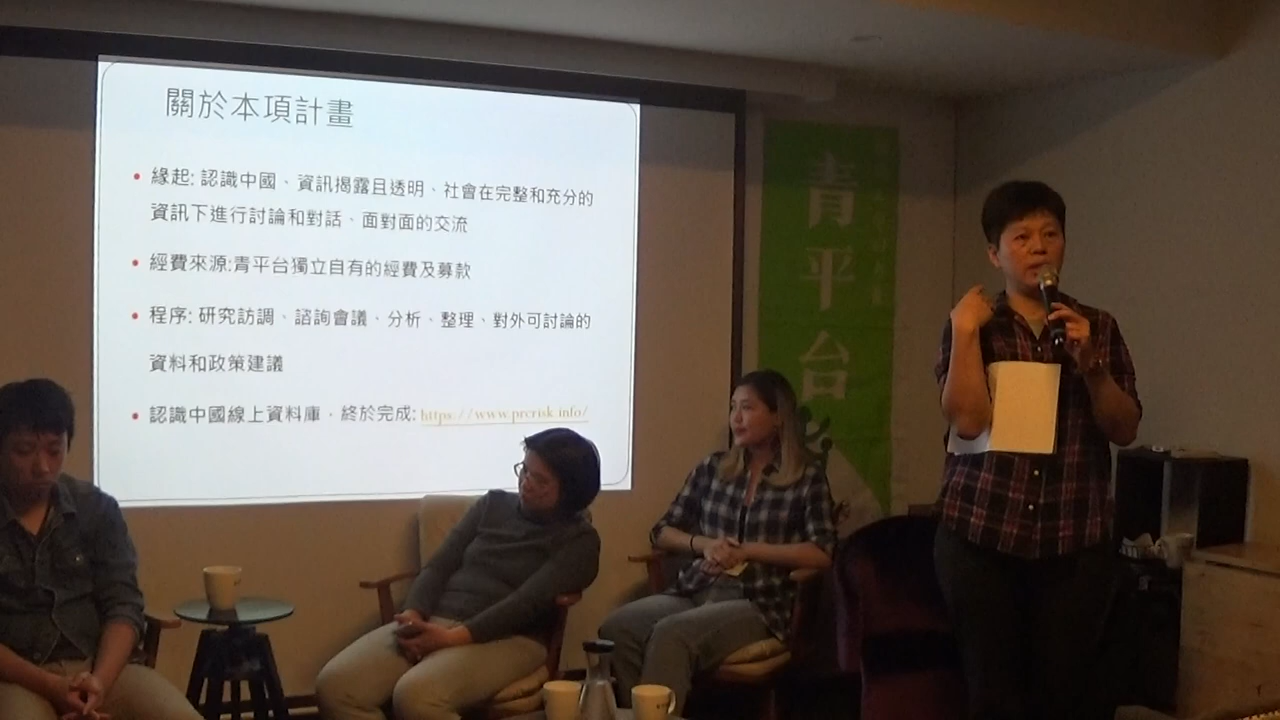 關於本項計畫
• 緣起: 認識中國、資訊揭露且透明、社會在完整和充分的
資訊下進行討論和對話、面對面的交流
• 經費來源:青平台獨立自有的經費及募款
• 程序: 研究訪調、諮詢會議、分析、整理、對外可討論的
資料和政策建議
• 認識中國線上資料庫，終於完成: https://www.prcrisk.info/
青平台